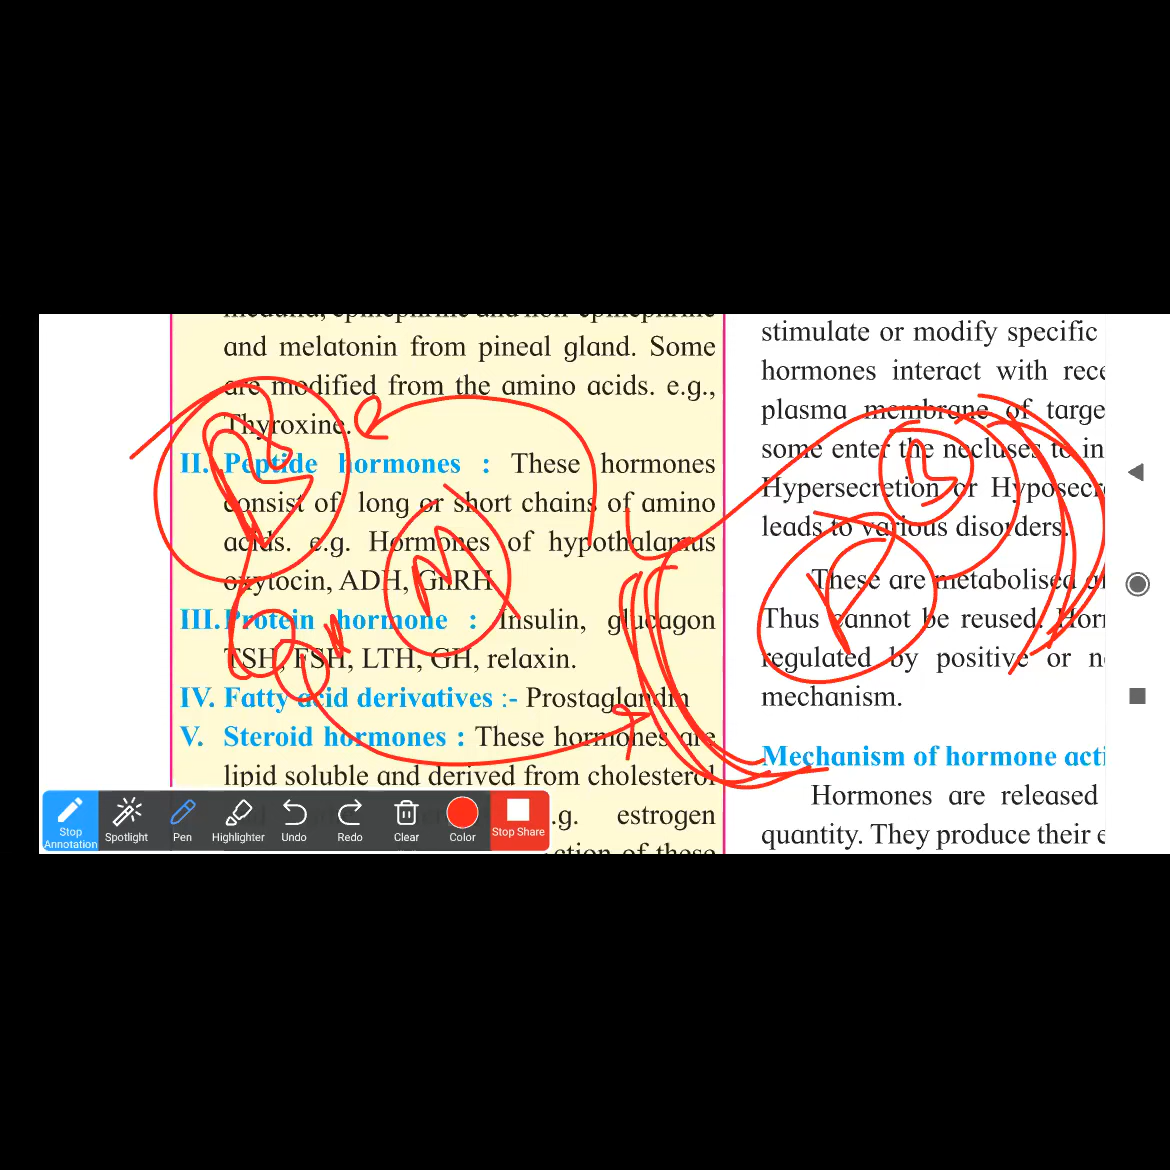 and melatonin from pineal gland. Some
are modified from the amino acids. e.g.,
Thyroxine.
II. Peptide hormones : These hormones
consist of long or short chains of amino
acids. e.g. Hormones of hypothalamus
oxytocin, ADH, GnRH
III. Protein hormone : Insulin, glucagon
TSH, FSH, LTH, GH, relaxin.
IV. Fatty acid derivatives :- Prostaglandin
V. Steroid hormones : These hormones are
lipid soluble and derived from cholesterol
e.g. estrogen
of these
stimulate or modify specific
hormones interact with rece
plasma membrane of targe
some enter the necluses to in
Hypersecretion or Hyposecr
leads to various disorders.
These are metabolised
Thus cannot be reused. Hor
regulated by positive or n
mechanism.
Mechanism of hormone acti
Hormones are released
quantity. They produce their e
Stop Annotation
Spotlight
Pen
Highlighter
Undo
Redo
Clear
Color
Stop Share